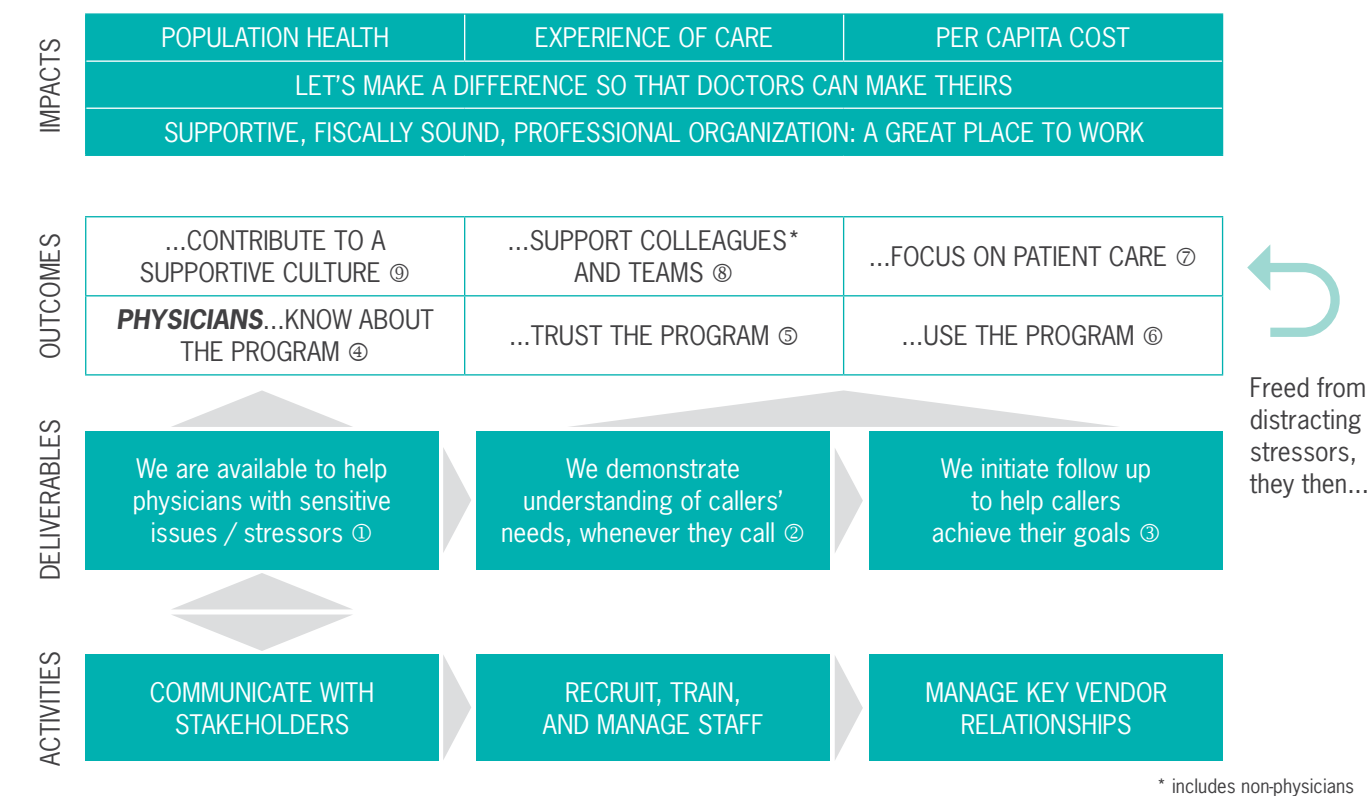 IMPACTS
POPULATION HEALTH
EXPERIENCE OF CARE
PER CAPITA COST
LET'S MAKE A DIFFERENCE SO THAT DOCTORS CAN MAKE THEIRS
SUPPORTIVE, FISCALLY SOUND, PROFESSIONAL ORGANIZATION: A GREAT PLACE TO WORK
OUTCOMES
...CONTRIBUTE TO A
SUPPORTIVE CULTURE ⑨
...SUPPORT COLLEAGUES*
AND TEAMS ⑧
...FOCUS ON PATIENT CARE ⑦
PHYSICIANS...KNOW ABOUT
THE PROGRAM ④
...TRUST THE PROGRAM ⑤
...USE THE PROGRAM ⑥
Freed from
distracting
stressors,
they then...
DELIVERABLES
We are available to help
physicians with sensitive
issues / stressors ①
We demonstrate
understanding of callers'
needs, whenever they call ②
We initiate follow up
to help callers
achieve their goals ③
ACTIVITIES
COMMUNICATE WITH
STAKEHOLDERS
RECRUIT, TRAIN,
AND MANAGE STAFF
MANAGE KEY VENDOR
RELATIONSHIPS
* includes non-physicians